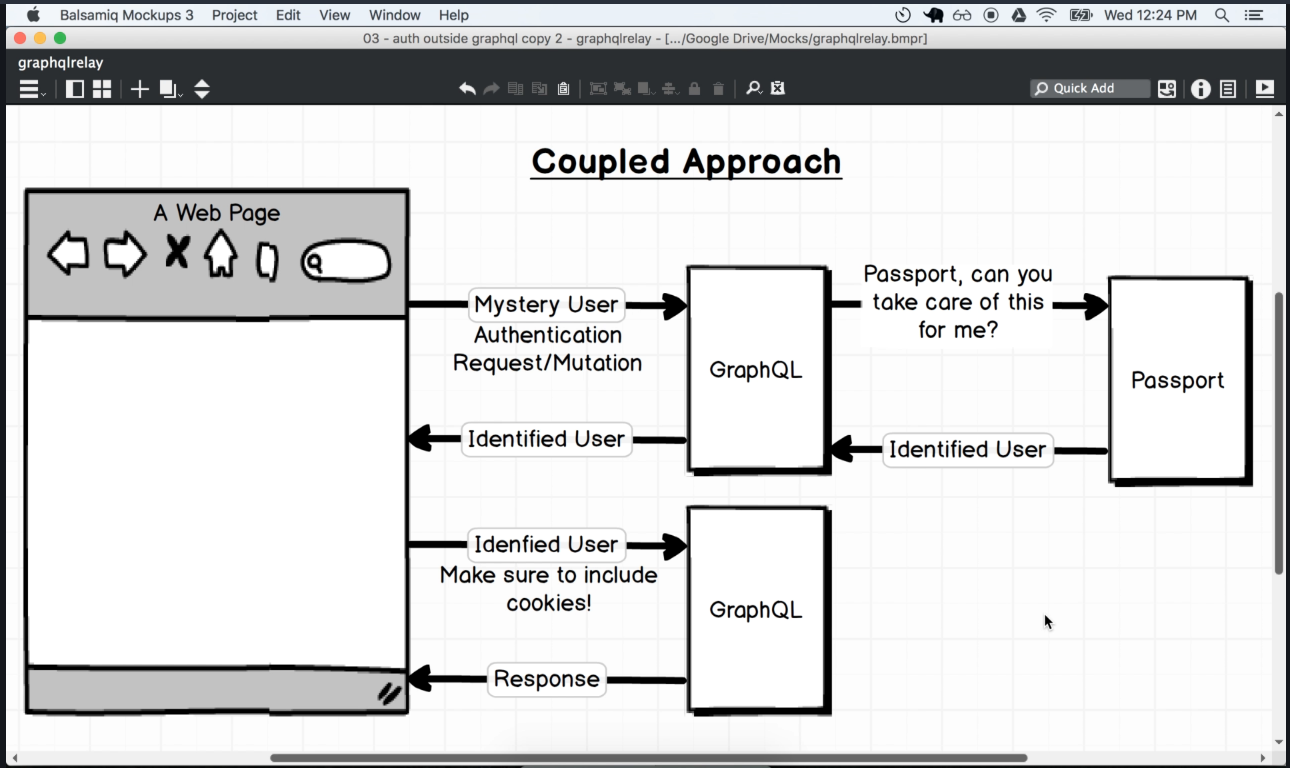 Balsamiq Mockups 3 Project Edit View Window Help Wed 12:24 PM
03 - auth outside graphql copy 2 - graphqlrelay - [.../Google Drive/Mocks/graphqlrelay.bmpr]
graphqlrelay
Quick Add
Coupled Approach
A Web Page
Mystery User
Authentication
Request/Mutation
GraphQL
Passport, can you
take care of this
for me?
Passport
Identified User
Identified User
Idenfied User
Make sure to include
cookies!
GraphQL
Response